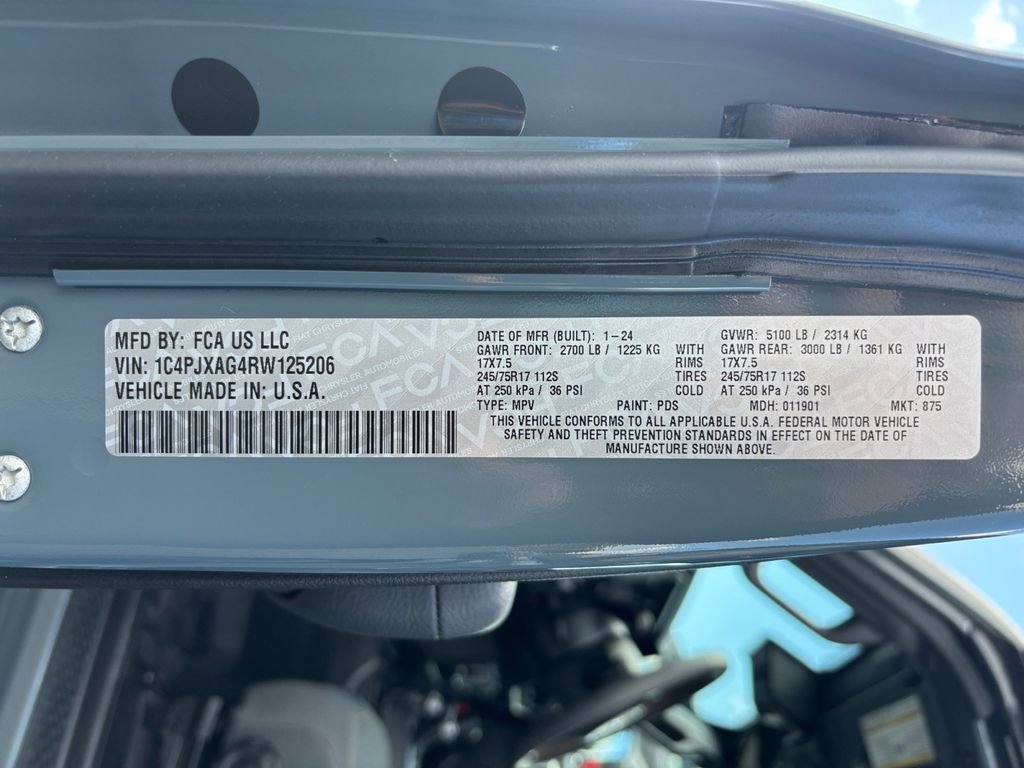 MFD BY: FCA US LLC
VIN: 1C4PJXAG4RW125206
VEHICLE MADE IN: U.S.A.
DATE OF MFR (BUILT): 1-24 GVWR: 5100 LB / 2314 KG
GAWR FRONT: 2700 LB / 1225 KG WITH GAWR REAR: 3000 LB / 1361 KG WITH
17X7.5 RIMS 17X7.5 RIMS
245/75R17 112S TIRES 245/75R17 112S TIRES
AT 250 kPa / 36 PSI COLD AT 250 kPa / 36 PSI COLD
TYPE: MPV PAINT: PDS MDH: 011901 MKT: 875
THIS VEHICLE CONFORMS TO ALL APPLICABLE U.S.A. FEDERAL MOTOR VEHICLE
SAFETY AND THEFT PREVENTION STANDARDS IN EFFECT ON THE DATE OF
MANUFACTURE SHOWN ABOVE.